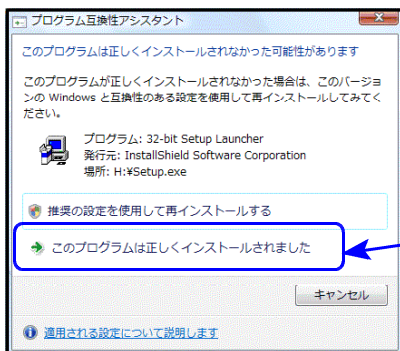 プログラム互換性アシスタント
このプログラムは正しくインストールされなかった可能性があります
このプログラムが正しくインストールされなかった場合は、このバージョ
ンの Windows と互換性のある設定を使用して再インストールしてみてく
ださい。
プログラム: 32-bit Setup Launcher
発行元: InstallShield Software Corporation
場所: H:¥Setup.exe
推奨の設定を使用して再インストールする
このプログラムは正しくインストールされました
キャンセル
適用される設定について説明します